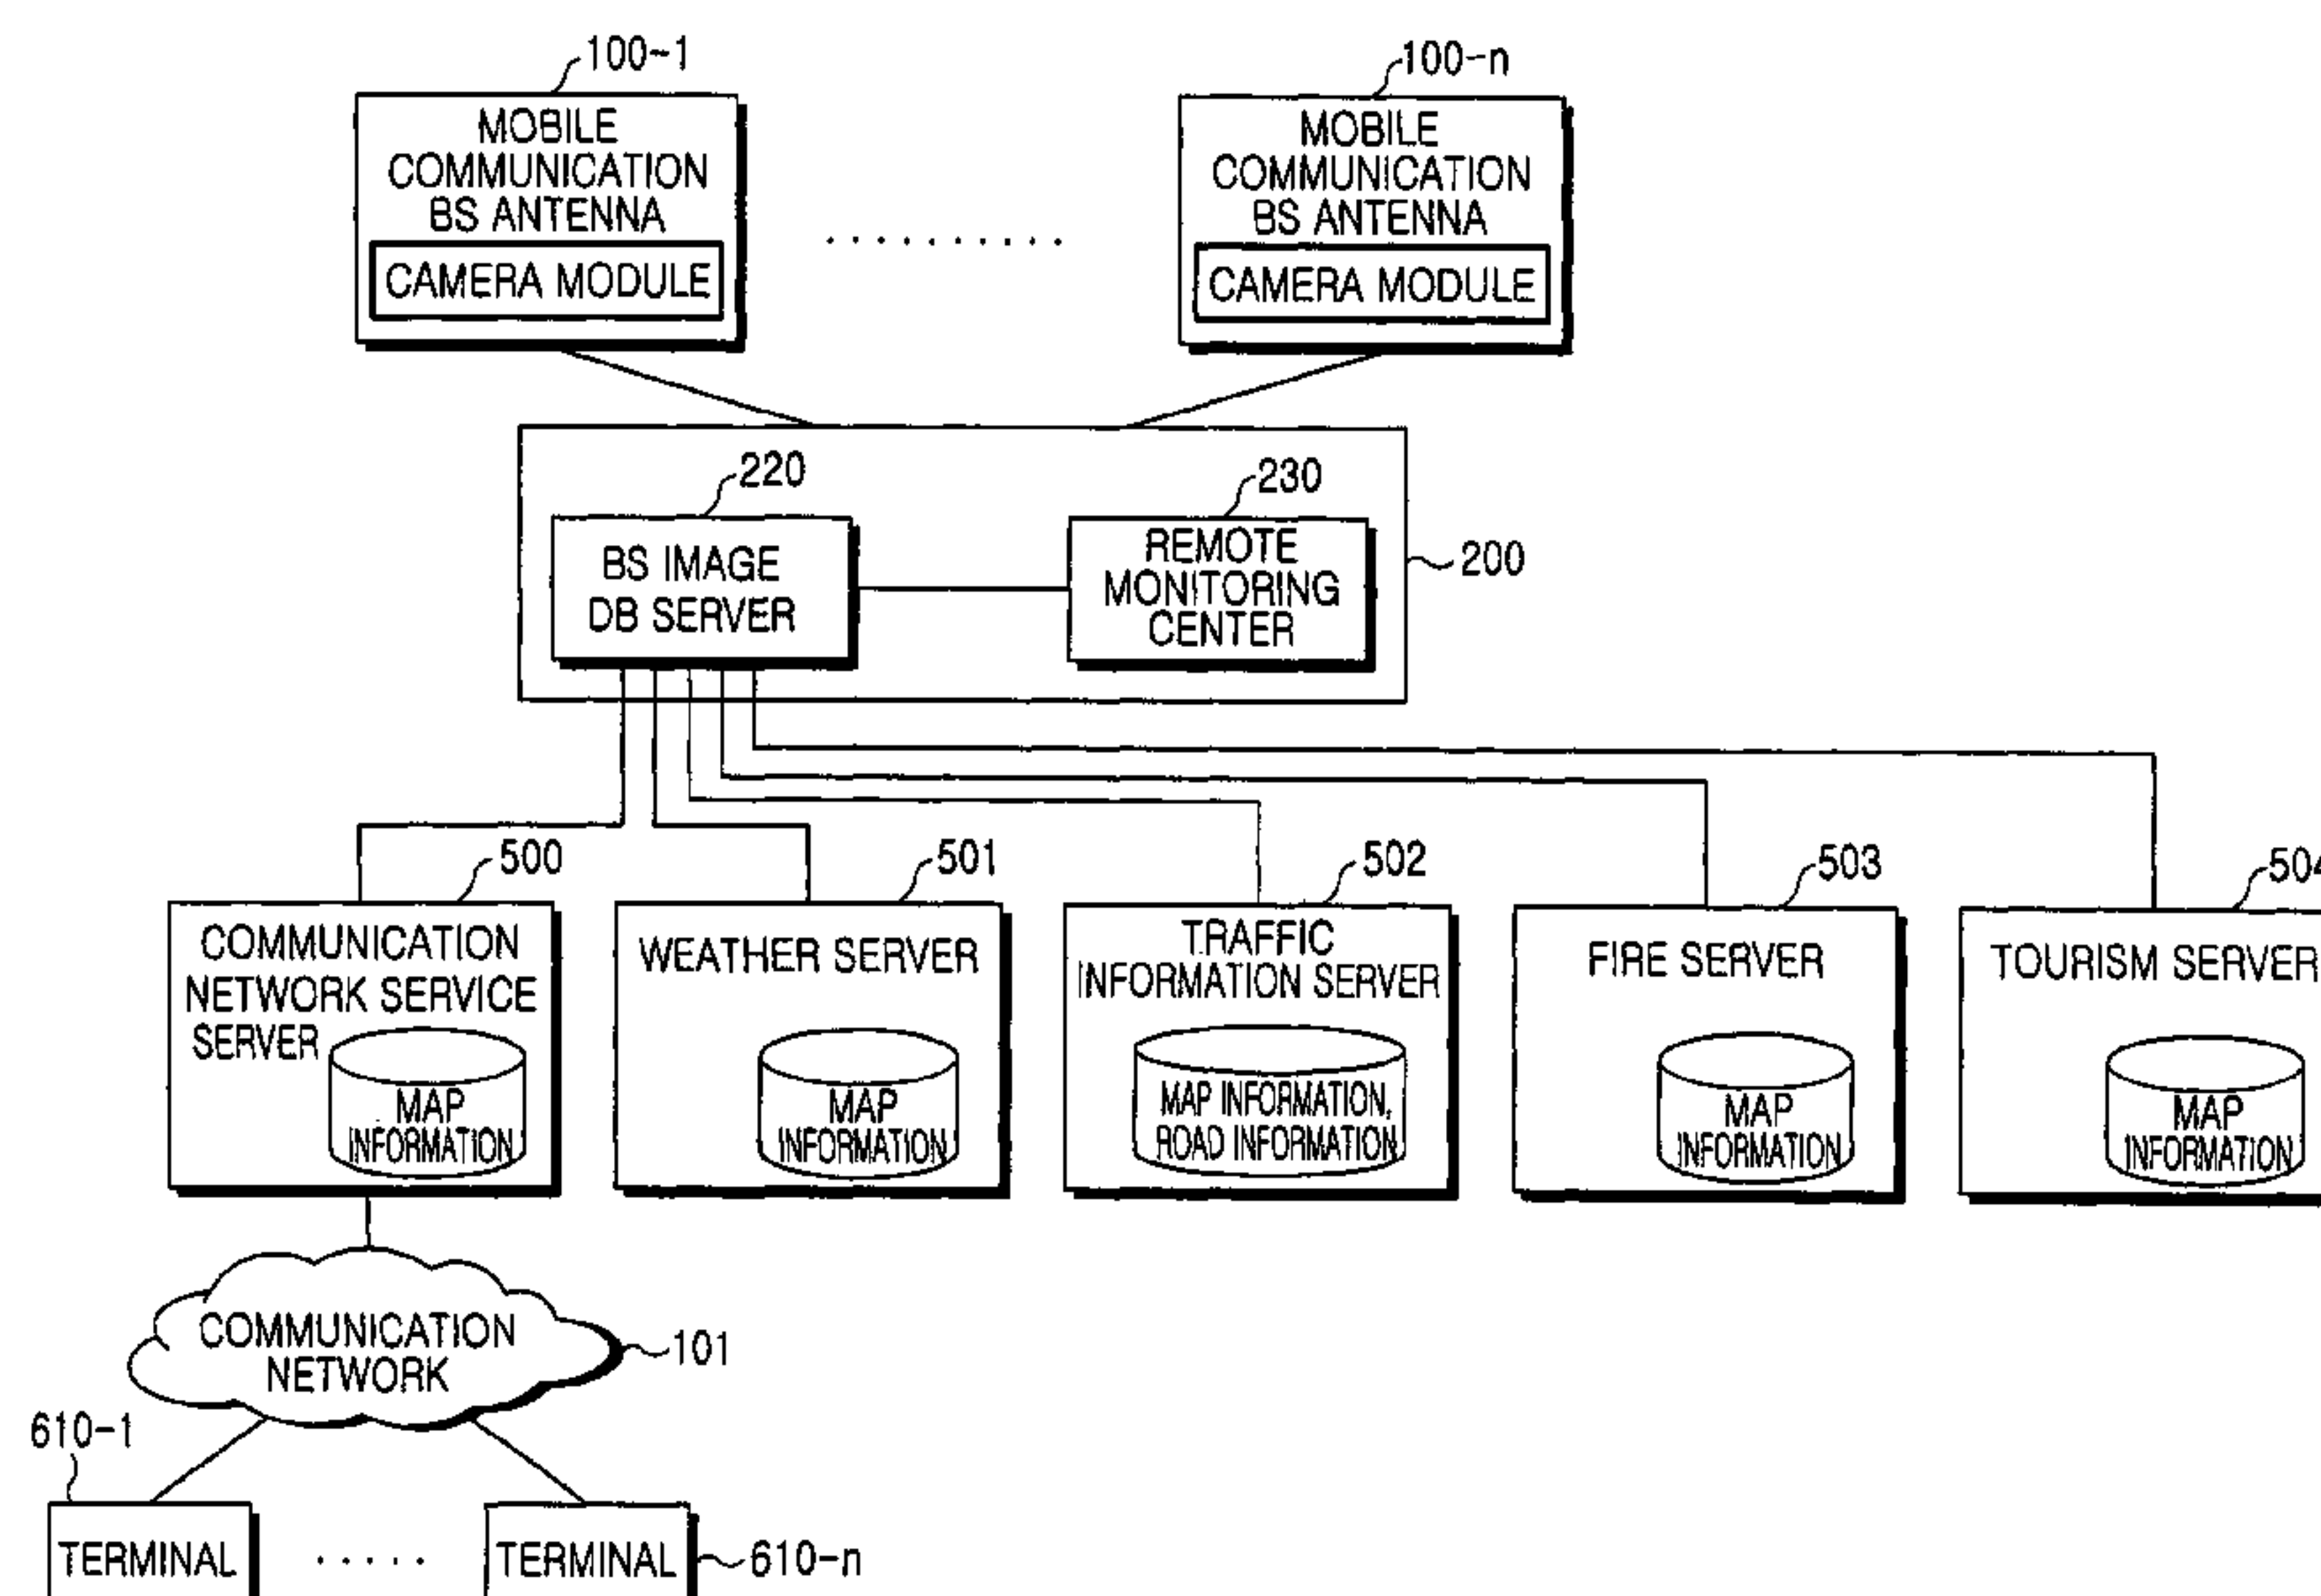 100-1
100-n
MOBILE
COMMUNICATION
BS ANTENNA
CAMERA MODULE
MOBILE
COMMUNICATION
BS ANTENNA
CAMERA MODULE
220
230
BS IMAGE
DB SERVER
REMOTE
MONITORING
CENTER
200
500
501
502
503
504
COMMUNICATION
NETWORK SERVICE
SERVER
MAP
INFORMATION
WEATHER SERVER
MAP
INFORMATION
TRAFFIC
INFORMATION SERVER
MAP INFORMATION,
ROAD INFORMATION
FIRE SERVER
MAP
INFORMATION
TOURISM SERVER
MAP
INFORMATION
COMMUNICATION
NETWORK
101
610-1
TERMINAL
TERMINAL
610-n